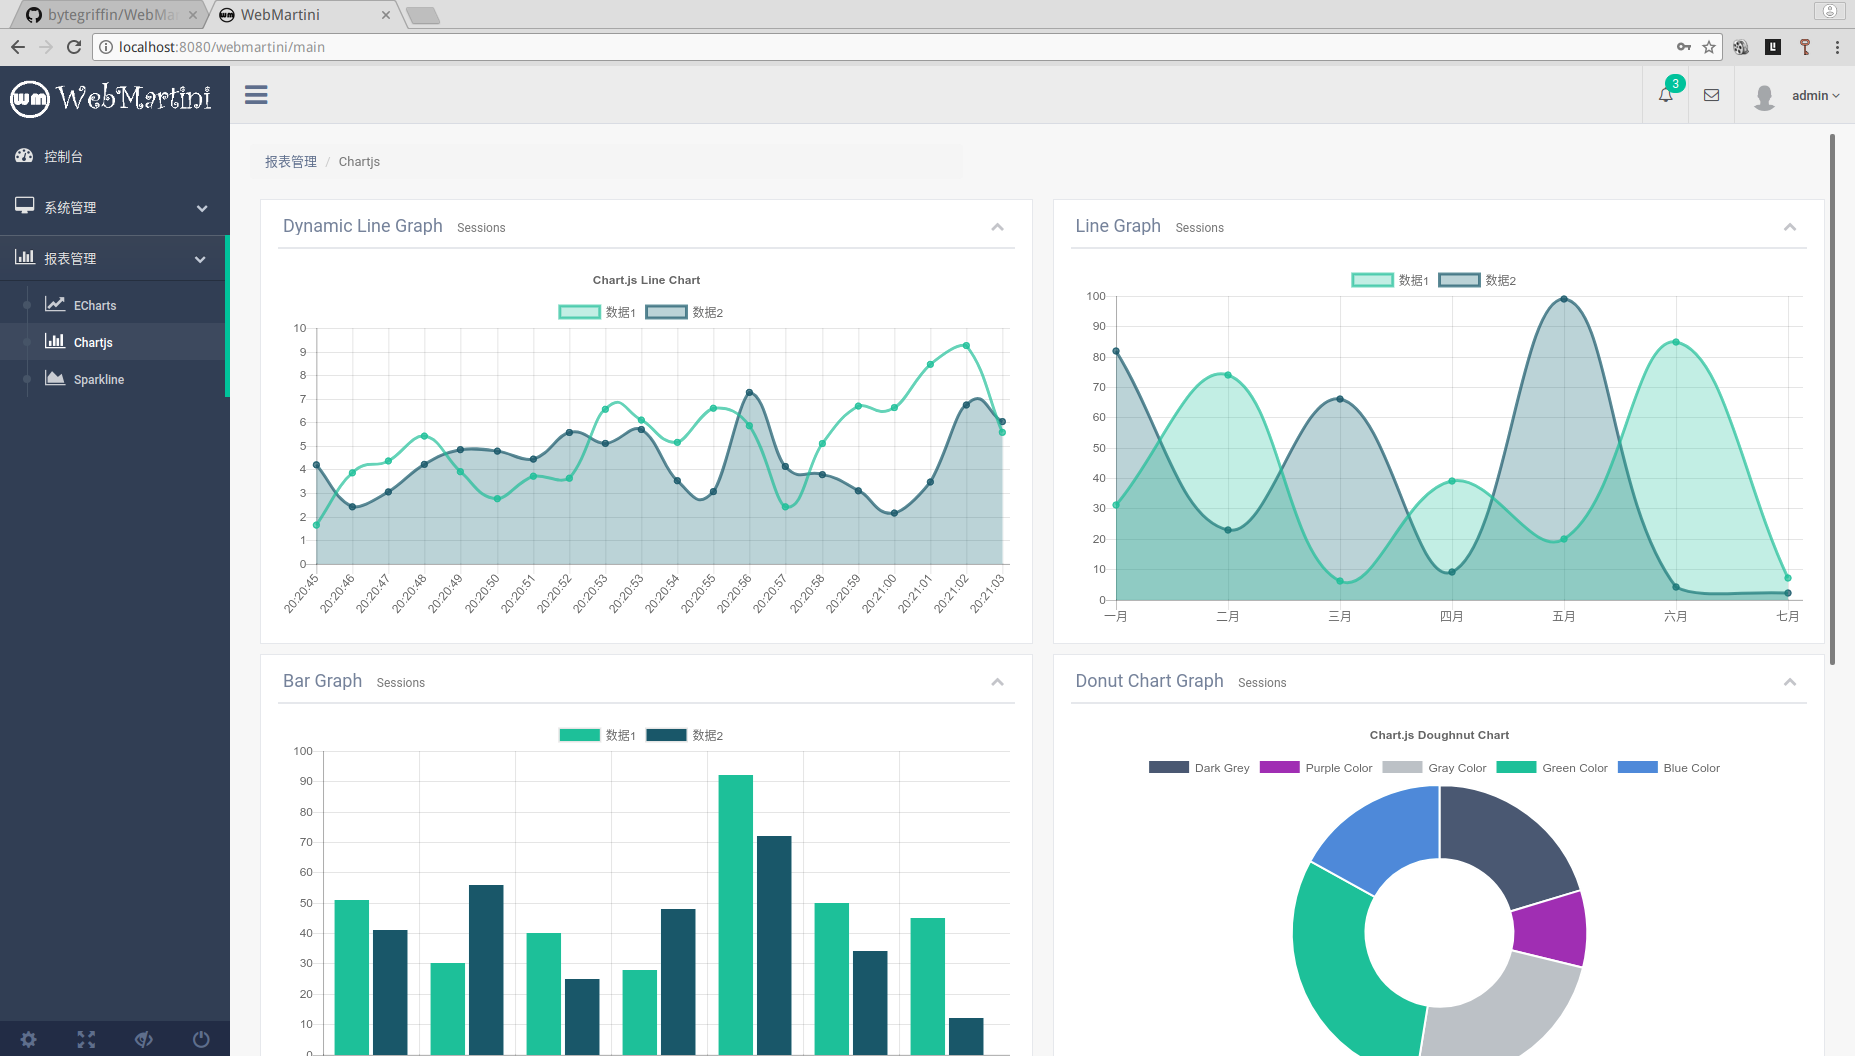 bytegriffin/WebMa
WebMartini
localhost:8080/webmartini/main
wm WebMartini
3
admin
控制台
系统管理
报表管理
ECharts
Chartjs
Sparkline
报表管理 / Chartjs
Dynamic Line Graph Sessions
Chart.js Line Chart
数据1 数据2
10
9
8
7
6
5
4
3
2
1
0
20:20:45 20:20:46 20:20:47 20:20:48 20:20:49 20:20:50 20:20:51 20:20:52 20:20:53 20:20:53 20:20:54 20:20:55 20:20:56 20:20:57 20:20:58 20:20:59 20:21:00 20:21:01 20:21:02 20:21:03
Line Graph Sessions
数据1 数据2
100
90
80
70
60
50
40
30
20
10
0
一月 二月 三月 四月 五月 六月 七月
Bar Graph Sessions
数据1 数据2
100
90
80
70
60
50
40
30
20
10
0
Donut Chart Graph Sessions
Chart.js Doughnut Chart
Dark Grey Purple Color Gray Color Green Color Blue Color